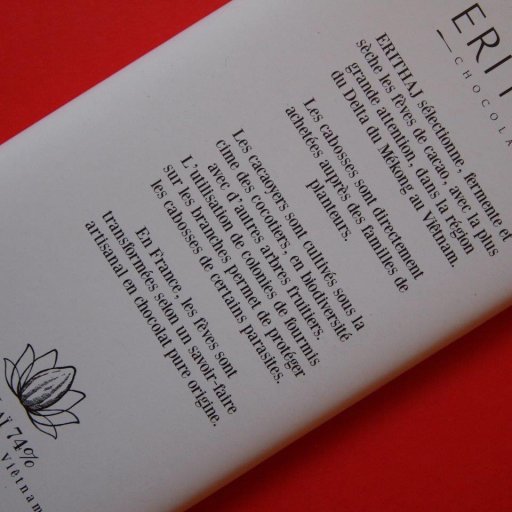 ERIT
CHOCOLA
ERITHAJ sélectionne, fermente et
sèche les fèves de cacao, avec la plus
grande attention, dans la région
du Delta du Mékong au Viêtnam.
Les cabosses sont directement
achetées auprès des familles de
planteurs.
Les cacaoyers sont cultivés sous la
cime des cocotiers, en biodiversité
avec d'autres arbres fruitiers.
L'utilisation de colonies de fourmis
sur les branches permet de protéger
les cabosses de certains parasites.
En France, les fèves sont
transformées selon un savoir-faire
artisanal en chocolat pure origine.
AÏ 74%
Viêtnam